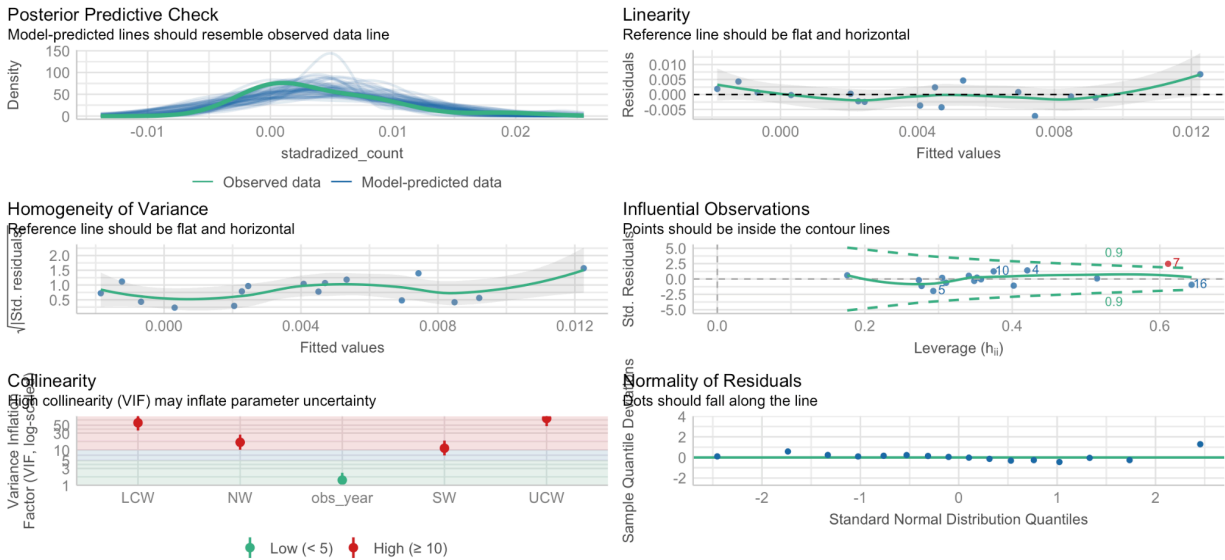 Posterior Predictive Check
Model-predicted lines should resemble observed data line
Density
150
100
50
0
-0.01
0.00
0.01
0.02
stadradized_count
Observed data
Model-predicted data
Linearity
Reference line should be flat and horizontal
Residuals
0.010
0.005
0.000
-0.005
0.000
0.004
0.008
0.012
Fitted values
Homogeneity of Variance
Reference line should be flat and horizontal
√|Std. residuals|
2.0
1.5
1.0
0.5
0.000
0.004
0.008
0.012
Fitted values
Influential Observations
Points should be inside the contour lines
Std. Residuals
5.0
2.5
0.0
-2.5
-5.0
0.9
7
10
4
5
16
0.9
0.0
0.2
0.4
0.6
Leverage (hii)
Collinearity
High collinearity (VIF) may inflate parameter uncertainty
Variance Inflation
Factor (VIF, log-scaled)
50
30
10
5
3
1
LCW
NW
obs_year
SW
UCW
Low (< 5)
High (≥ 10)
Normality of Residuals
Dots should fall along the line
Sample Quantile Deviations
4
2
0
-2
-2
-1
0
1
2
Standard Normal Distribution Quantiles